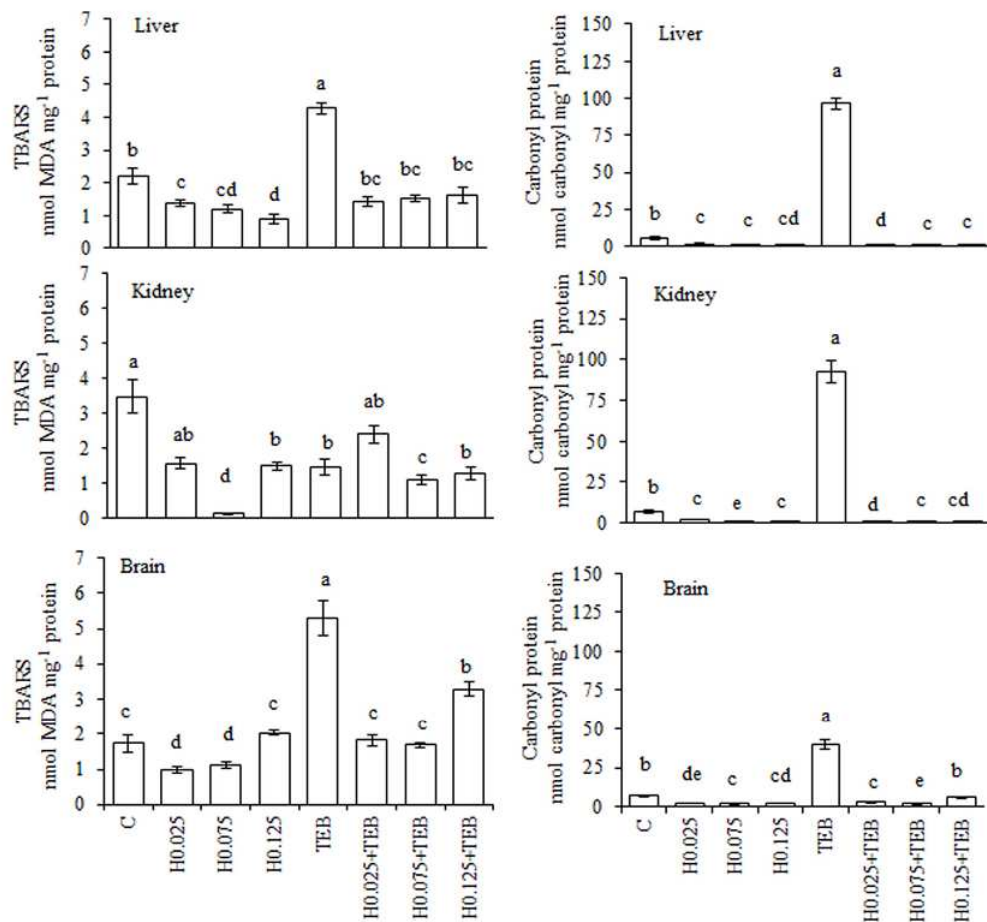 Liver
TBARS
nmol MDA mg⁻¹ protein
7
6
5
4
3
2
1
0
b
c
cd
d
a
bc
bc
bc
Liver
Carbonyl protein
nmol carbonyl mg⁻¹ protein
150
125
100
75
50
25
0
b
c
c
cd
a
d
c
c
Kidney
TBARS
nmol MDA mg⁻¹ protein
7
6
5
4
3
2
1
0
a
ab
d
b
b
ab
c
b
Kidney
Carbonyl protein
nmol carbonyl mg⁻¹ protein
150
125
100
75
50
25
0
b
c
e
c
a
d
c
cd
Brain
TBARS
nmol MDA mg⁻¹ protein
7
6
5
4
3
2
1
0
c
d
d
c
a
c
c
b
C
H0.025
H0.075
H0.125
TEB
H0.025+TEB
H0.075+TEB
H0.125+TEB
Brain
Carbonyl protein
nmol carbonyl mg⁻¹ protein
150
125
100
75
50
25
0
b
de
c
cd
a
c
e
b
C
H0.025
H0.075
H0.125
TEB
H0.025+TEB
H0.075+TEB
H0.125+TEB